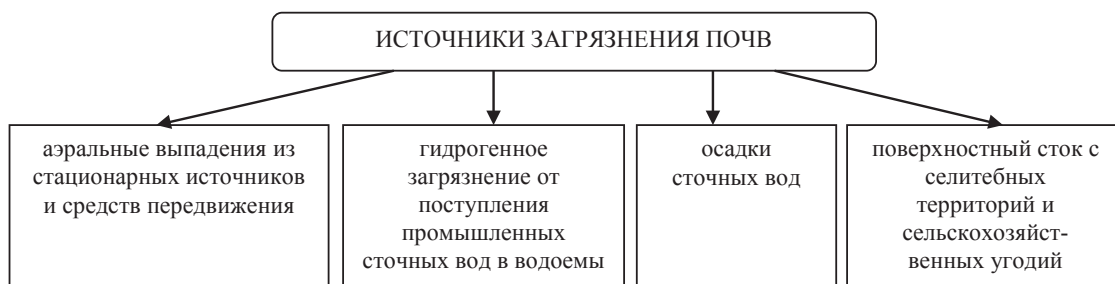 ИСТОЧНИКИ ЗАГРЯЗНЕНИЯ ПОЧВ
аэральные выпадения из
стационарных источников
и средств передвижения
гидрогенное
загрязнение от
поступления
промышленных
сточных вод в водоемы
осадки
сточных вод
поверхностный сток с
селитебных
территорий и
сельскохозяйст-
венных угодий